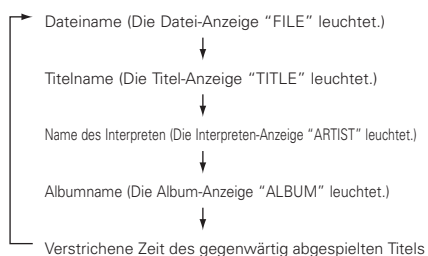 Dateiname (Die Datei-Anzeige “FILE” leuchtet.)
Titelname (Die Titel-Anzeige “TITLE” leuchtet.)
Name des Interpreten (Die Interpreten-Anzeige “ARTIST” leuchtet.)
Albumname (Die Album-Anzeige “ALBUM” leuchtet.)
Verstrichene Zeit des gegenwärtig abgespielten Titels